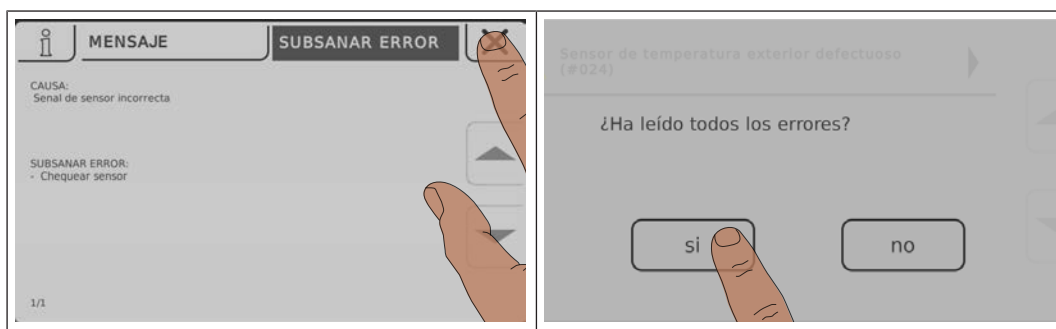 MENSAJE
SUBSANAR ERROR
CAUSA:
Senal de sensor incorrecta
SUBSANAR ERROR:
- Chequear sensor
1/1
Sensor de temperatura exterior defectuoso
(#024)
¿Ha leído todos los errores?
si
no